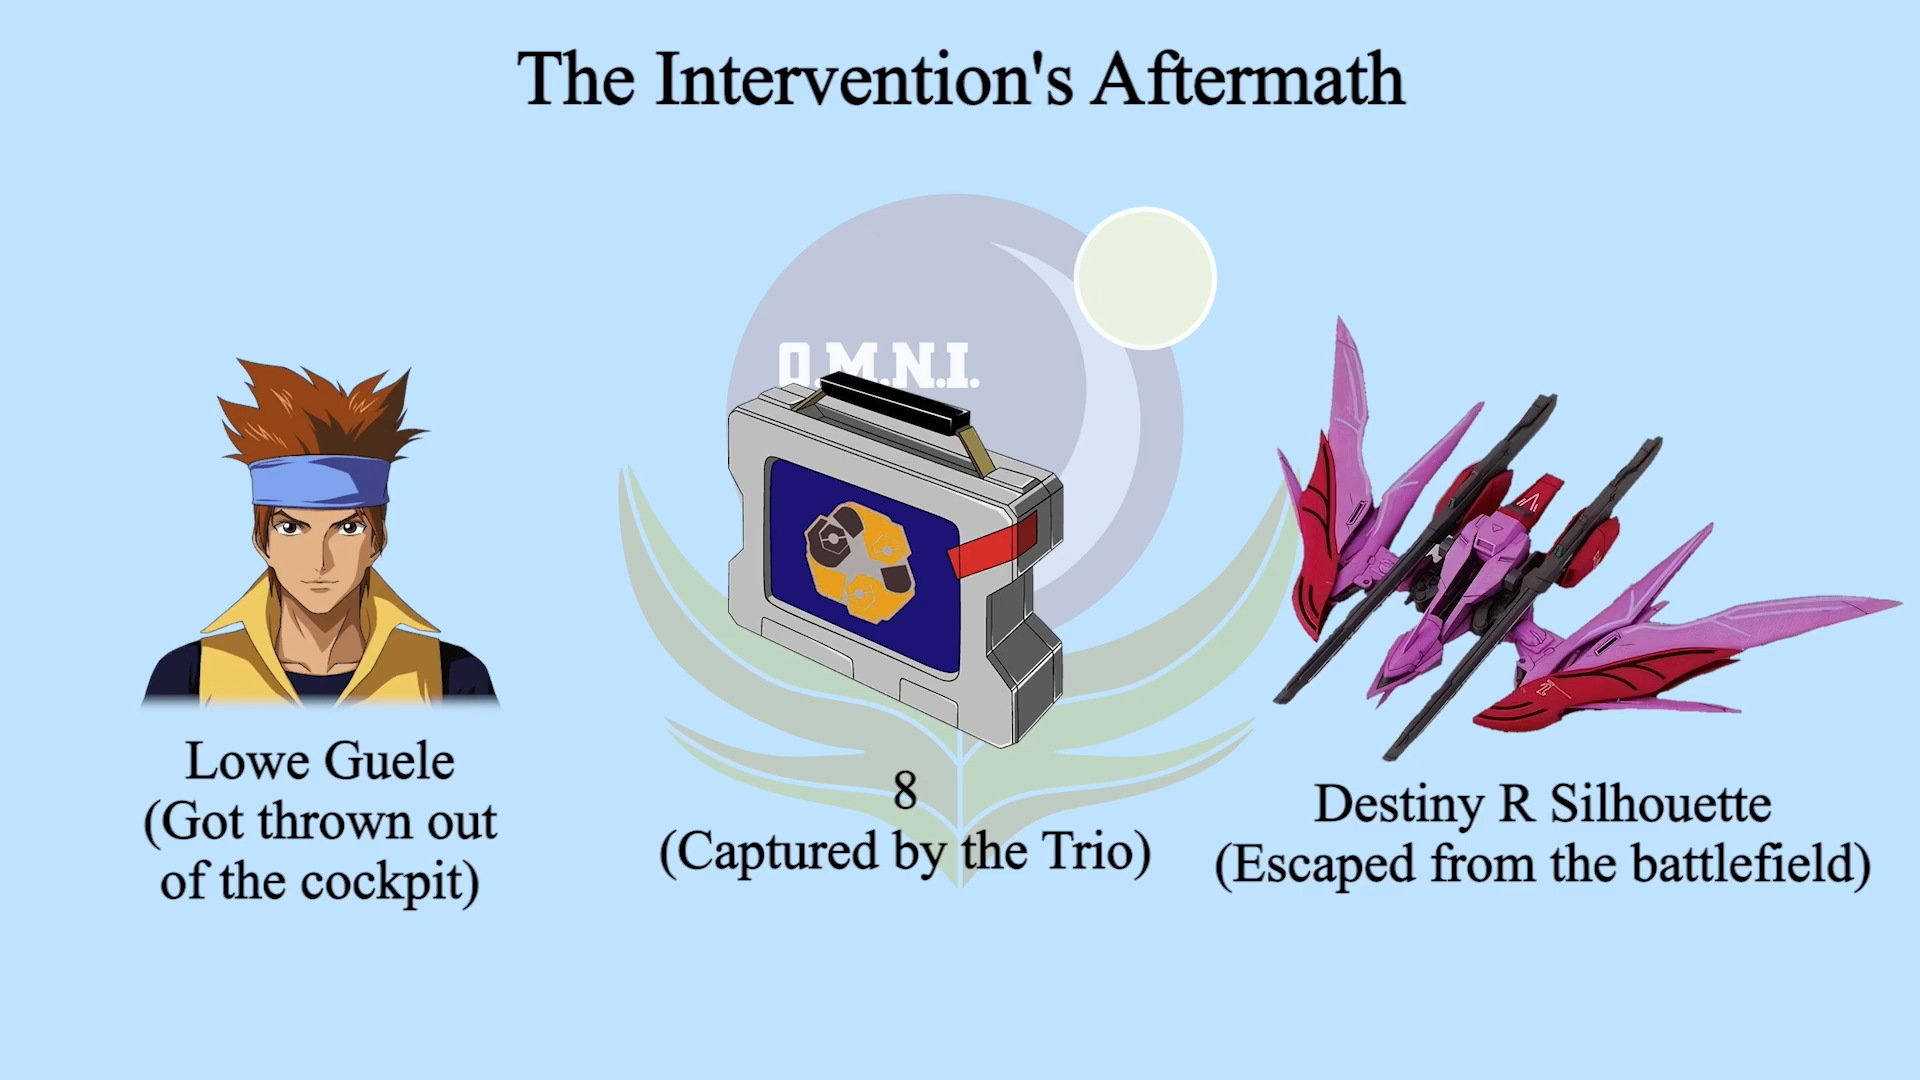 The Intervention's Aftermath
O.M.N.I.
Lowe Guele
(Got thrown out
of the cockpit)
8
(Captured by the Trio)
Destiny R Silhouette
(Escaped from the battlefield)